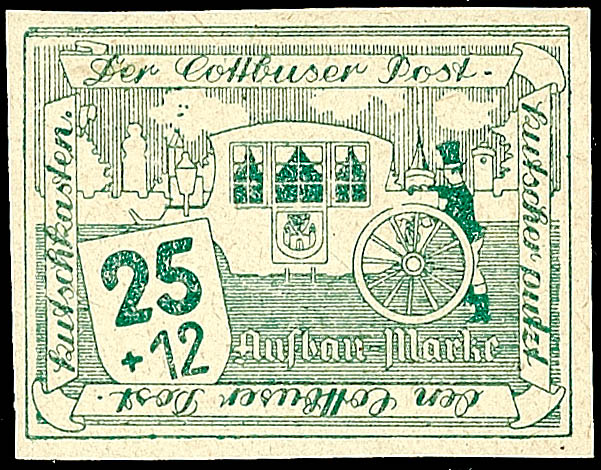 Der Cottbuser Post-
kutscher putzt
den Cottbuser Post-
kutschkasten.
25
+12
Aufbau-Marke